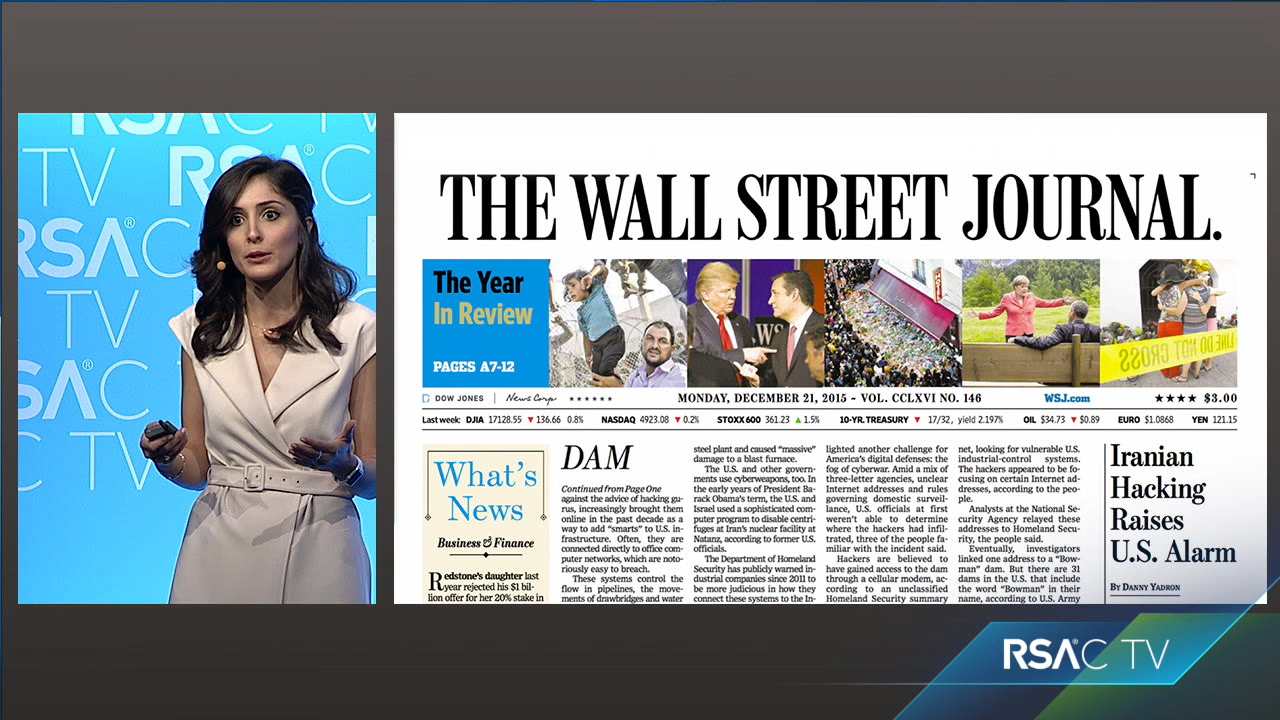 RSAC TV
TV RSA®C
RSA®C
TV
SA®C
C TV
THE WALL STREET JOURNAL.
The Year
In Review
PAGES A7-12
WS
LINE DO NOT CROSS
DOW JONES | News Corp ★★★★★★
MONDAY, DECEMBER 21, 2015 ~ VOL. CCLXVI NO. 146
WSJ.com
★★★★ $3.00
Last week: DJIA 17128.55 ▼ 136.66 0.8% NASDAQ 4923.08 ▼ 0.2% STOXX 600 361.23 ▲ 1.5% 10-YR. TREASURY ▼ 17/32, yield 2.197% OIL $34.73 ▼ $0.89 EURO $1.0868 YEN 121.15
What's
News
Business & Finance
Redstone's daughter last
year rejected his $1 bil-
lion offer for her 20% stake in
DAM
Continued from Page One
against the advice of hacking gu-
rus, increasingly brought them
online in the past decade as a
way to add “smarts” to U.S. in-
frastructure. Often, they are
connected directly to office com-
puter networks, which are noto-
riously easy to breach.
These systems control the
flow in pipelines, the move-
ments of drawbridges and water
steel plant and caused “massive”
damage to a blast furnace.
The U.S. and other govern-
ments use cyberweapons, too. In
the early years of President Ba-
rack Obama's term, the U.S. and
Israel used a sophisticated com-
puter program to disable centri-
fuges at Iran's nuclear facility at
Natanz, according to former U.S.
officials.
The Department of Homeland
Security has publicly warned in-
dustrial companies since 2011 to
be more judicious in how they
connect these systems to the In-
lighted another challenge for
America's digital defenses: the
fog of cyberwar. Amid a mix of
three-letter agencies, unclear
Internet addresses and rules
governing domestic surveil-
lance, U.S. officials at first
weren't able to determine
where the hackers had infil-
trated, three of the people fa-
miliar with the incident said.
Hackers are believed to
have gained access to the dam
through a cellular modem, ac-
cording to an unclassified
Homeland Security summary
net, looking for vulnerable U.S.
industrial-control systems.
The hackers appeared to be fo-
cusing on certain Internet ad-
dresses, according to the peo-
ple.
Analysts at the National Se-
curity Agency relayed these
addresses to Homeland Secu-
rity, the people said.
Eventually, investigators
linked one address to a “Bow-
man” dam. But there are 31
dams in the U.S. that include
the word “Bowman” in their
name, according to U.S. Army
Iranian
Hacking
Raises
U.S. Alarm
BY DANNY YADRON
RSA®C TV